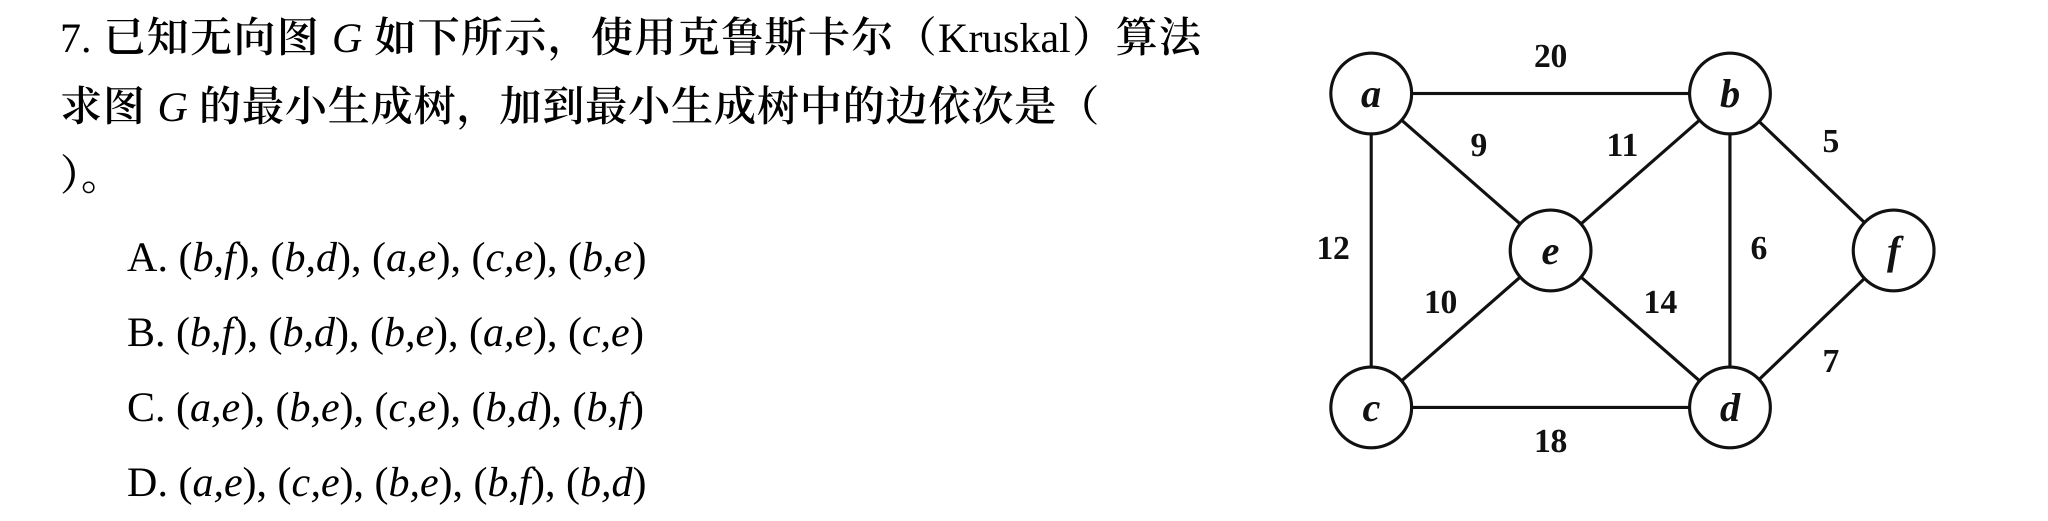 7. 已知无向图 G 如下所示，使用克鲁斯卡尔（Kruskal）算法
求图 G 的最小生成树，加到最小生成树中的边依次是（
)。
A. (b,f), (b,d), (a,e), (c,e), (b,e)
B. (b,f), (b,d), (b,e), (a,e), (c,e)
C. (a,e), (b,e), (c,e), (b,d), (b,f)
D. (a,e), (c,e), (b,e), (b,f), (b,d)
20
a
b
9
11
5
12
e
6
f
10
14
7
c
d
18